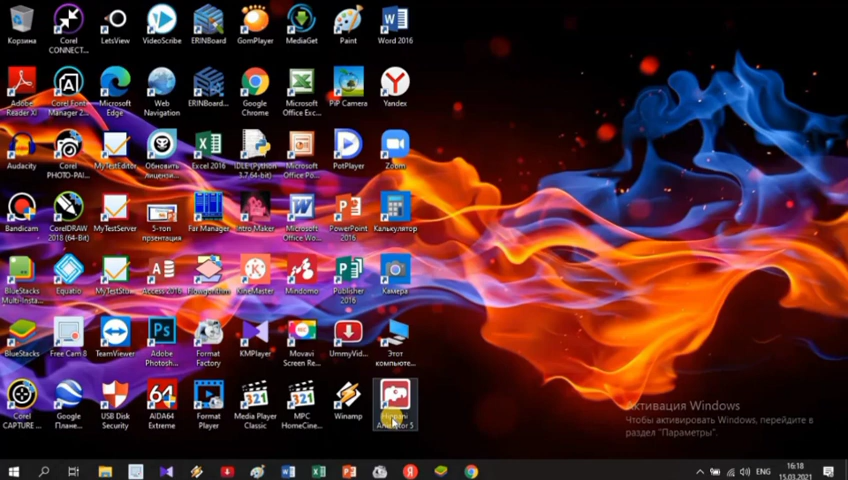 Корзина
Corel
CONNECT...
LetsView
VideoScribe
ERINBoard
GomPlayer
MediaGet
Paint
Word 2016
Adobe
Reader XI
Corel Font
Manager 2...
Microsoft
Edge
Web
Navigation
ERINBoard...
Google
Chrome
Microsoft
Office Exc...
PiP Camera
Yandex
Audacity
Corel
PHOTO-PAI...
MyTestEditor
Обновить
лицензи...
Excel 2016
IDLE (Python
3.7 64-bit)
Microsoft
Office Po...
PotPlayer
Zoom
Bandicam
CorelDRAW
2018 (64-Bit)
MyTestServer
5-топ
прзентация
Far Manager
Intro Maker
Microsoft
Office Wo...
PowerPoint
2016
Калькулятор
BlueStacks
Multi-Insta...
Equatio
MyTestStu...
Access 2016
Flowgorithm
KineMaster
Mindomo
Publisher
2016
Камера
BlueStacks
Free Cam 8
TeamViewer
Adobe
Photosh...
Format
Factory
KMPlayer
Movavi
Screen Re...
UmmyVid...
Этот
компьюте...
Corel
CAPTURE ...
Google
Плане...
USB Disk
Security
AIDA64
Extreme
Format
Player
Media Player
Classic
MPC
HomeCine...
Winamp
Animator 5
Активация Windows
Чтобы активировать Windows, перейдите в
раздел "Параметры".
ENG
16:18
15.03.2021